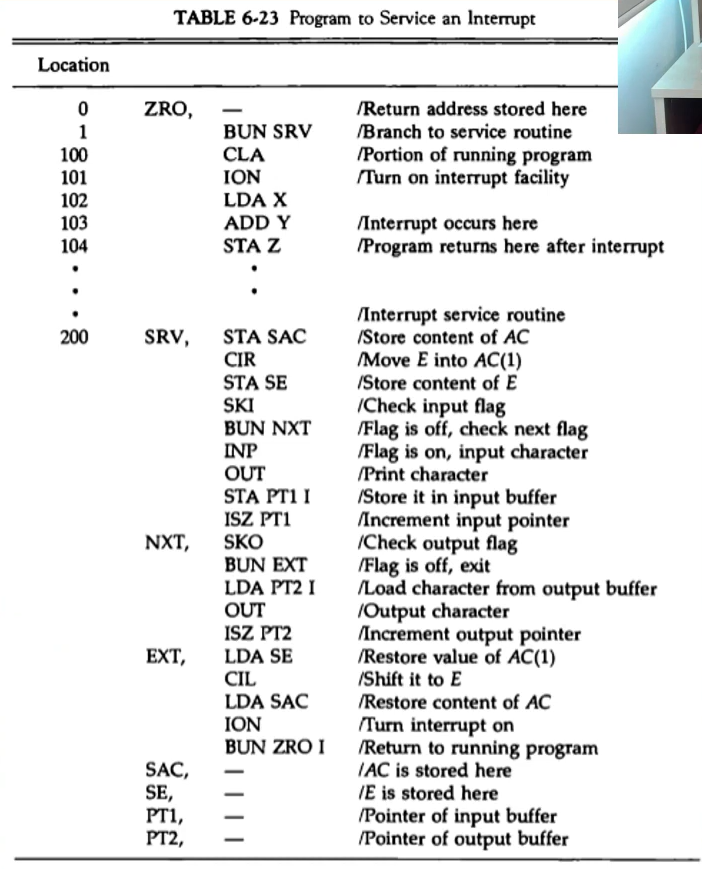 TABLE 6-23 Program to Service an Interrupt
Location
0 ZRO, — /Return address stored here
1 BUN SRV /Branch to service routine
100 CLA /Portion of running program
101 ION /Turn on interrupt facility
102 LDA X
103 ADD Y /Interrupt occurs here
104 STA Z /Program returns here after interrupt
• •
• •
• /Interrupt service routine
200 SRV, STA SAC /Store content of AC
CIR /Move E into AC(1)
STA SE /Store content of E
SKI /Check input flag
BUN NXT /Flag is off, check next flag
INP /Flag is on, input character
OUT /Print character
STA PT1 I /Store it in input buffer
ISZ PT1 /Increment input pointer
NXT, SKO /Check output flag
BUN EXT /Flag is off, exit
LDA PT2 I /Load character from output buffer
OUT /Output character
ISZ PT2 /Increment output pointer
EXT, LDA SE /Restore value of AC(1)
CIL /Shift it to E
LDA SAC /Restore content of AC
ION /Turn interrupt on
BUN ZRO I /Return to running program
SAC, — /AC is stored here
SE, — /E is stored here
PT1, — /Pointer of input buffer
PT2, — /Pointer of output buffer